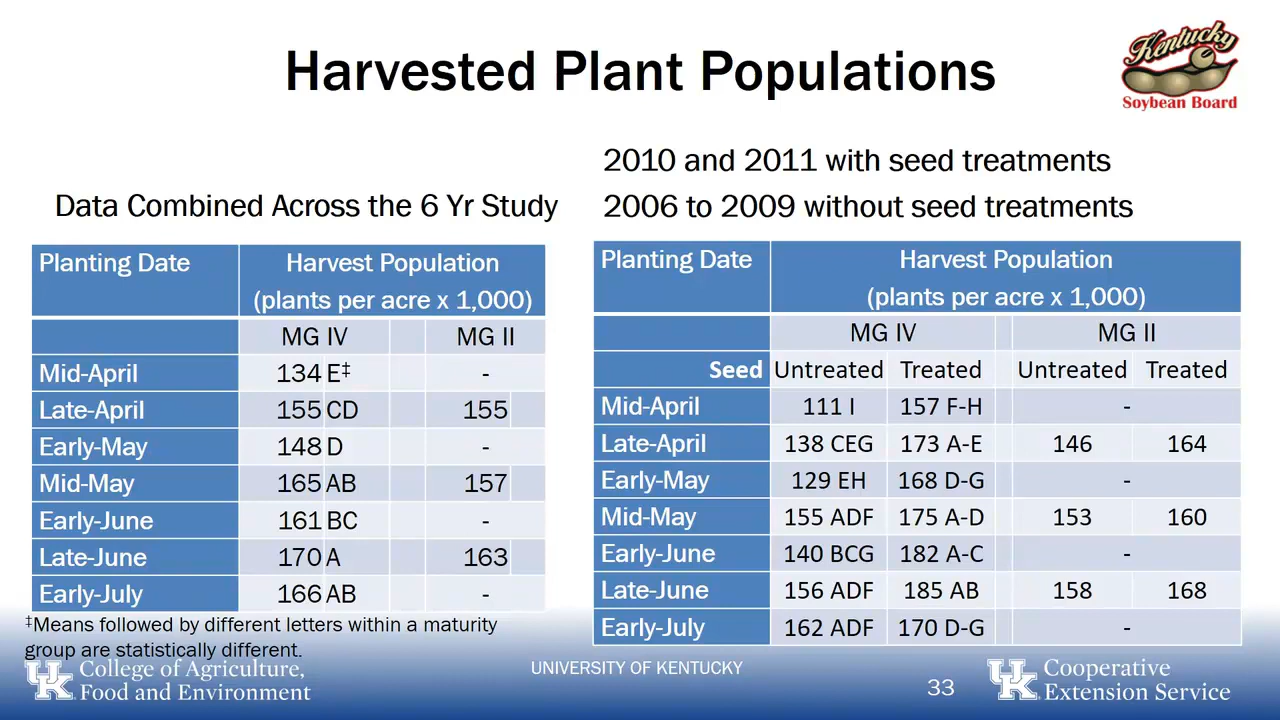 Harvested Plant Populations
Kentucky
Soybean Board
Data Combined Across the 6 Yr Study
Planting Date Harvest Population
(plants per acre x 1,000)
MG IV MG II
Mid-April 134 E‡ -
Late-April 155 CD 155
Early-May 148 D -
Mid-May 165 AB 157
Early-June 161 BC -
Late-June 170 A 163
Early-July 166 AB -
‡Means followed by different letters within a maturity
group are statistically different.
2010 and 2011 with seed treatments
2006 to 2009 without seed treatments
Planting Date Harvest Population
(plants per acre x 1,000)
MG IV MG II
Seed Untreated Treated Untreated Treated
Mid-April 111 I 157 F-H -
Late-April 138 CEG 173 A-E 146 164
Early-May 129 EH 168 D-G -
Mid-May 155 ADF 175 A-D 153 160
Early-June 140 BCG 182 A-C -
Late-June 156 ADF 185 AB 158 168
Early-July 162 ADF 170 D-G -
UK College of Agriculture,
Food and Environment
UNIVERSITY OF KENTUCKY
33
UK Cooperative
Extension Service